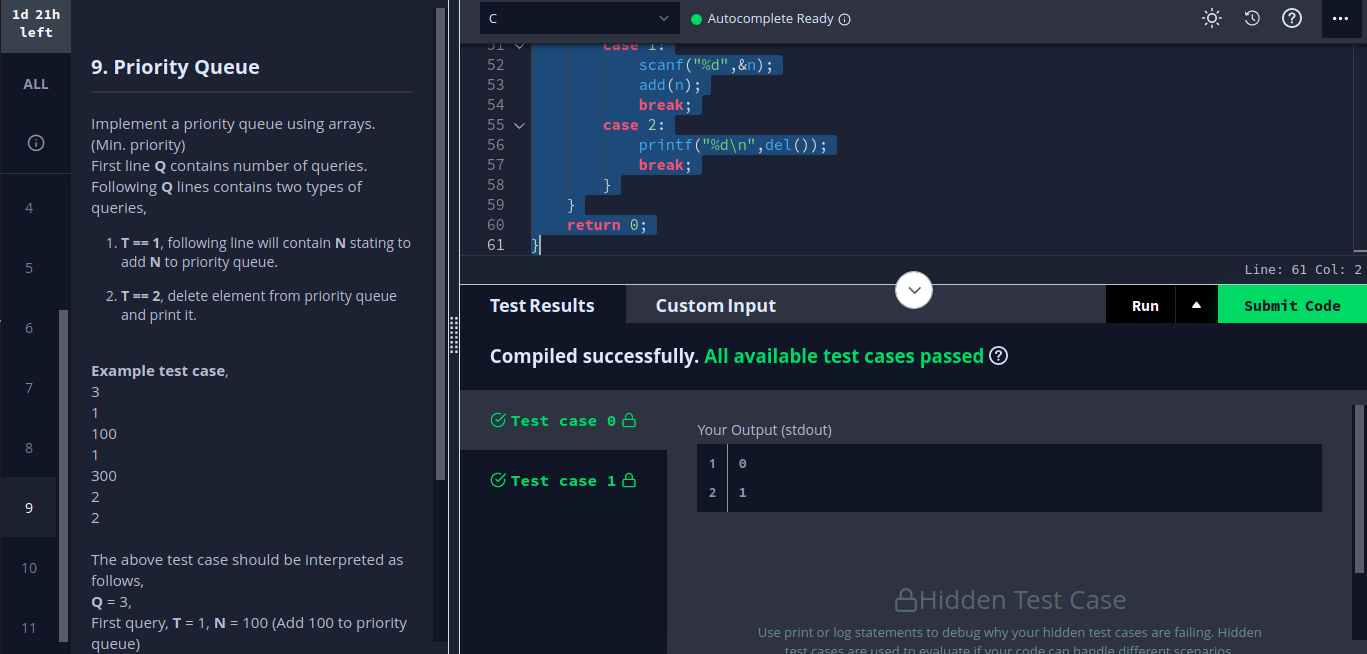 1d 21h
left
ALL
4
5
6
7
8
9
10
11
9. Priority Queue
Implement a priority queue using arrays.
(Min. priority)
First line Q contains number of queries.
Following Q lines contains two types of
queries,
1. T == 1, following line will contain N stating to
add N to priority queue.
2. T == 2, delete element from priority queue
and print it.
Example test case,
3
1
100
1
300
2
2
The above test case should be interpreted as
follows,
Q = 3,
First query, T = 1, N = 100 (Add 100 to priority
queue)
C
Autocomplete Ready
51 case 1:
52 scanf("%d",&n);
53 add(n);
54 break;
55 case 2:
56 printf("%d\n",del());
57 break;
58 }
59 }
60 return 0;
61 }
Line: 61 Col: 2
Test Results
Custom Input
Run
Submit Code
Compiled successfully. All available test cases passed
Test case 0
Test case 1
Your Output (stdout)
1 0
2 1
Hidden Test Case
Use print or log statements to debug why your hidden test cases are failing. Hidden
test cases are used to evaluate if your code can handle different scenarios